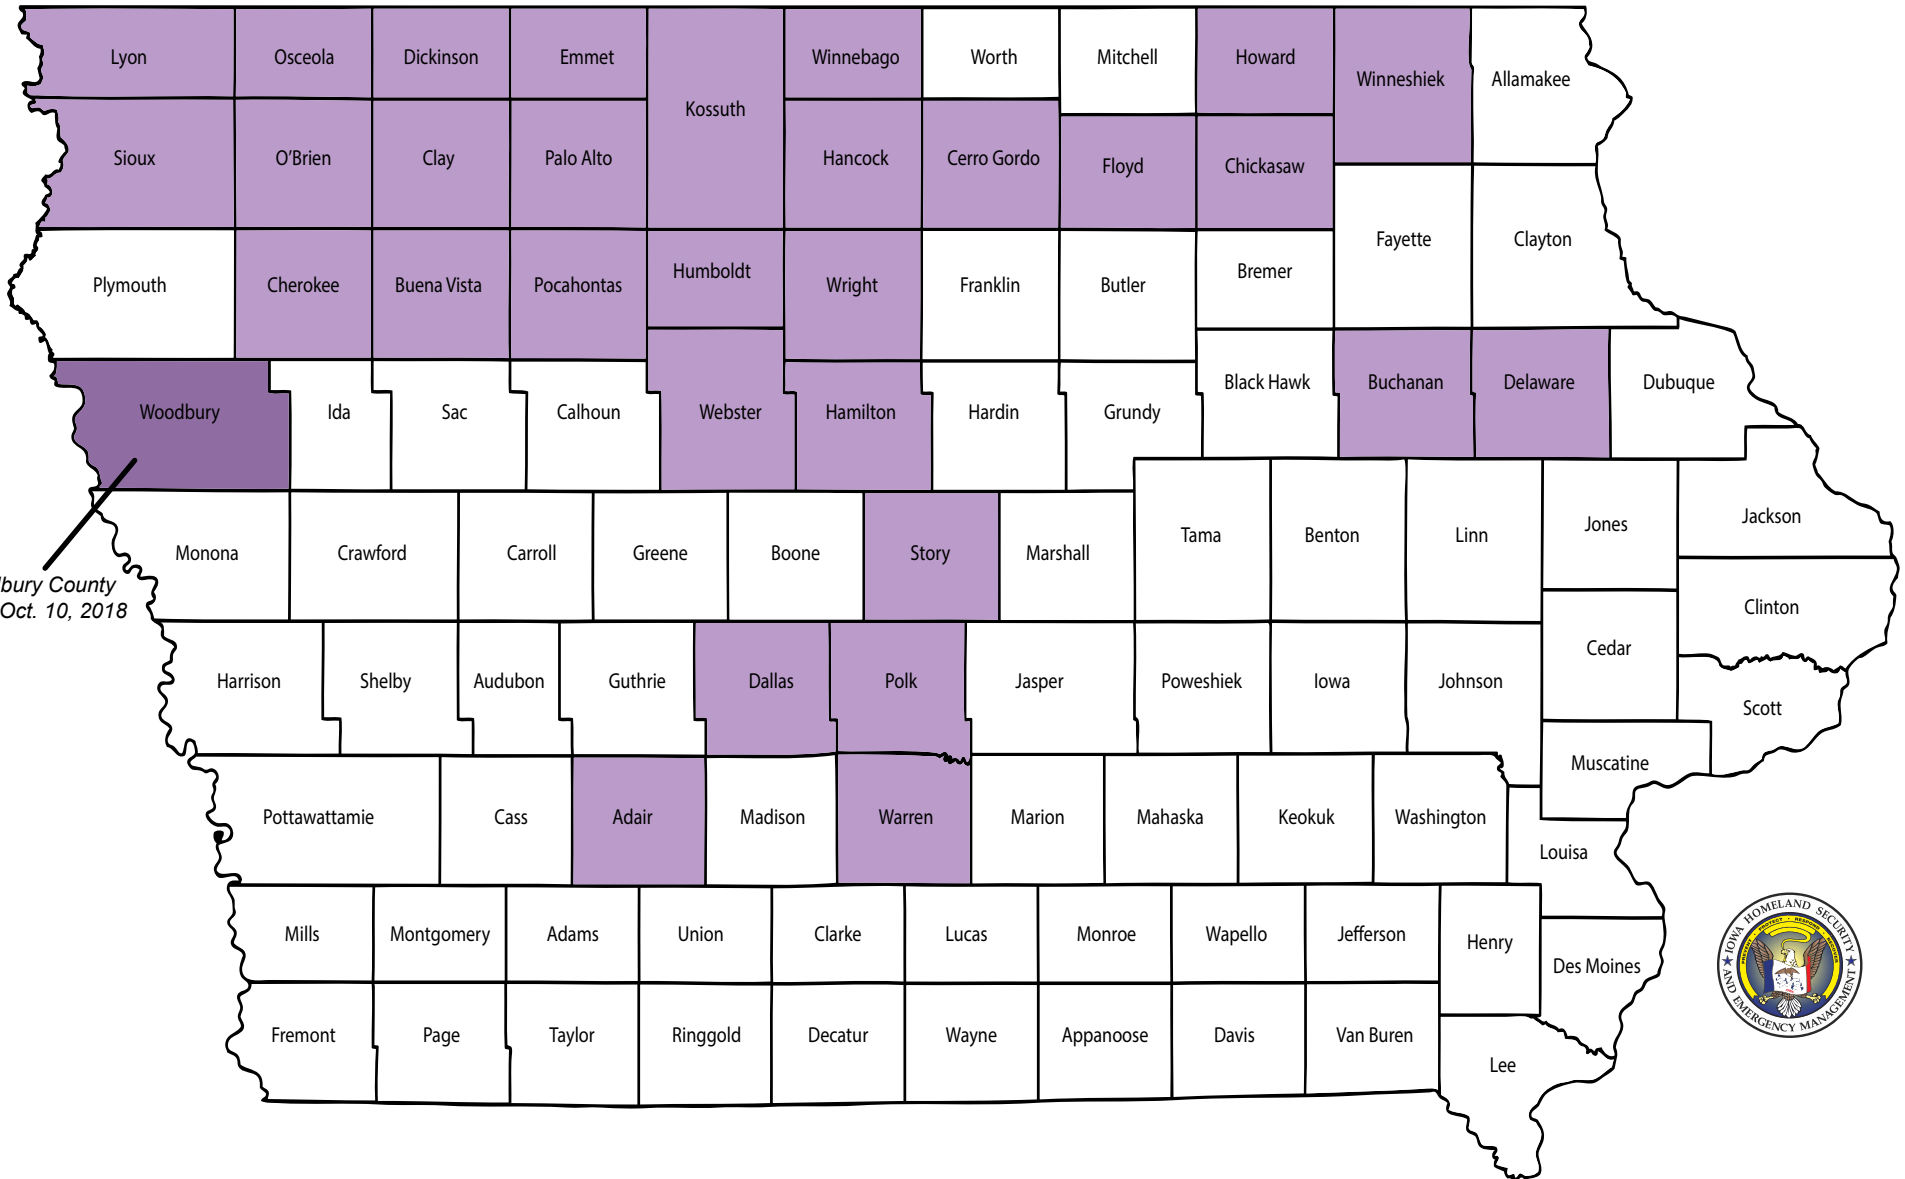 Lyon
Osceola
Dickinson
Emmet
Kossuth
Winnebago
Worth
Mitchell
Howard
Winneshiek
Allamakee
Sioux
O'Brien
Clay
Palo Alto
Hancock
Cerro Gordo
Floyd
Chickasaw
Fayette
Clayton
Plymouth
Cherokee
Buena Vista
Pocahontas
Humboldt
Wright
Franklin
Butler
Bremer
Woodbury
Ida
Sac
Calhoun
Webster
Hamilton
Hardin
Grundy
Black Hawk
Buchanan
Delaware
Dubuque
Monona
Crawford
Carroll
Greene
Boone
Story
Marshall
Tama
Benton
Linn
Jones
Jackson
bury County
Oct. 10, 2018
Clinton
Cedar
Harrison
Shelby
Audubon
Guthrie
Dallas
Polk
Jasper
Poweshiek
Iowa
Johnson
Scott
Muscatine
Pottawattamie
Cass
Adair
Madison
Warren
Marion
Mahaska
Keokuk
Washington
Louisa
Mills
Montgomery
Adams
Union
Clarke
Lucas
Monroe
Wapello
Jefferson
Henry
Des Moines
Fremont
Page
Taylor
Ringgold
Decatur
Wayne
Appanoose
Davis
Van Buren
Lee
IOWA HOMELAND SECURITY
AND EMERGENCY MANAGEMENT
PREVENT • PROTECT • RESPOND • RECOVER